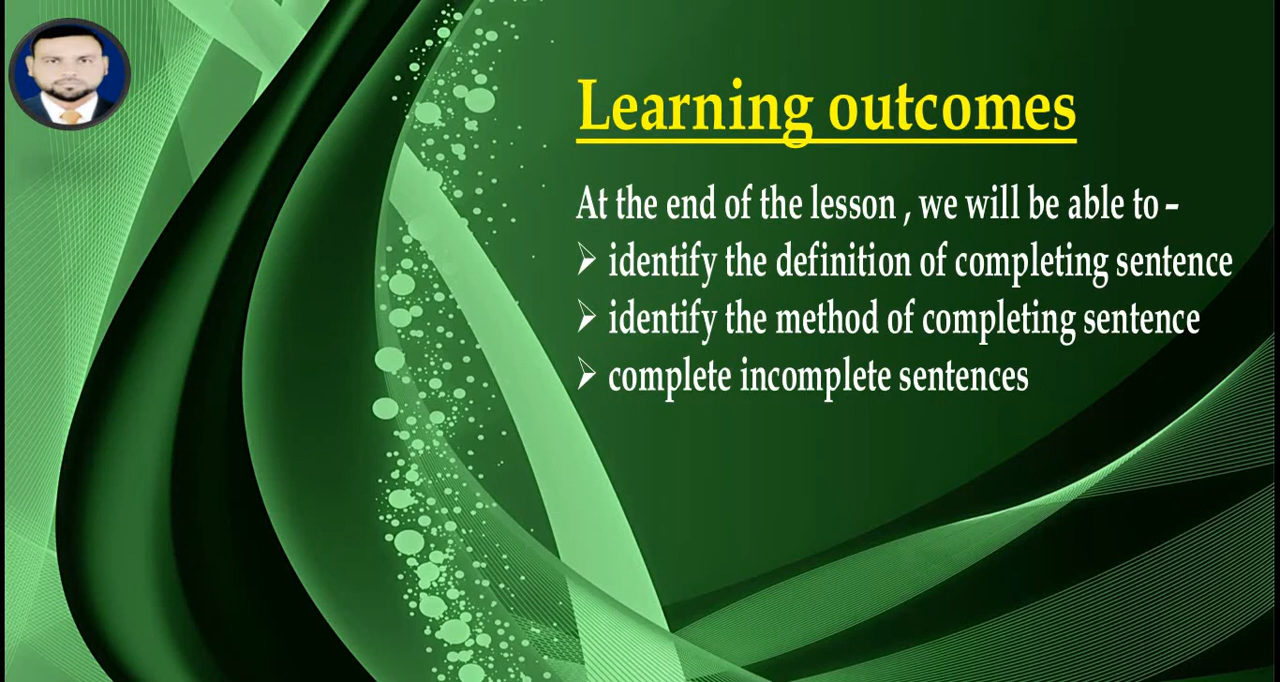 Learning outcomes
At the end of the lesson , we will be able to –
➢ identify the definition of completing sentence
➢ identify the method of completing sentence
➢ complete incomplete sentences